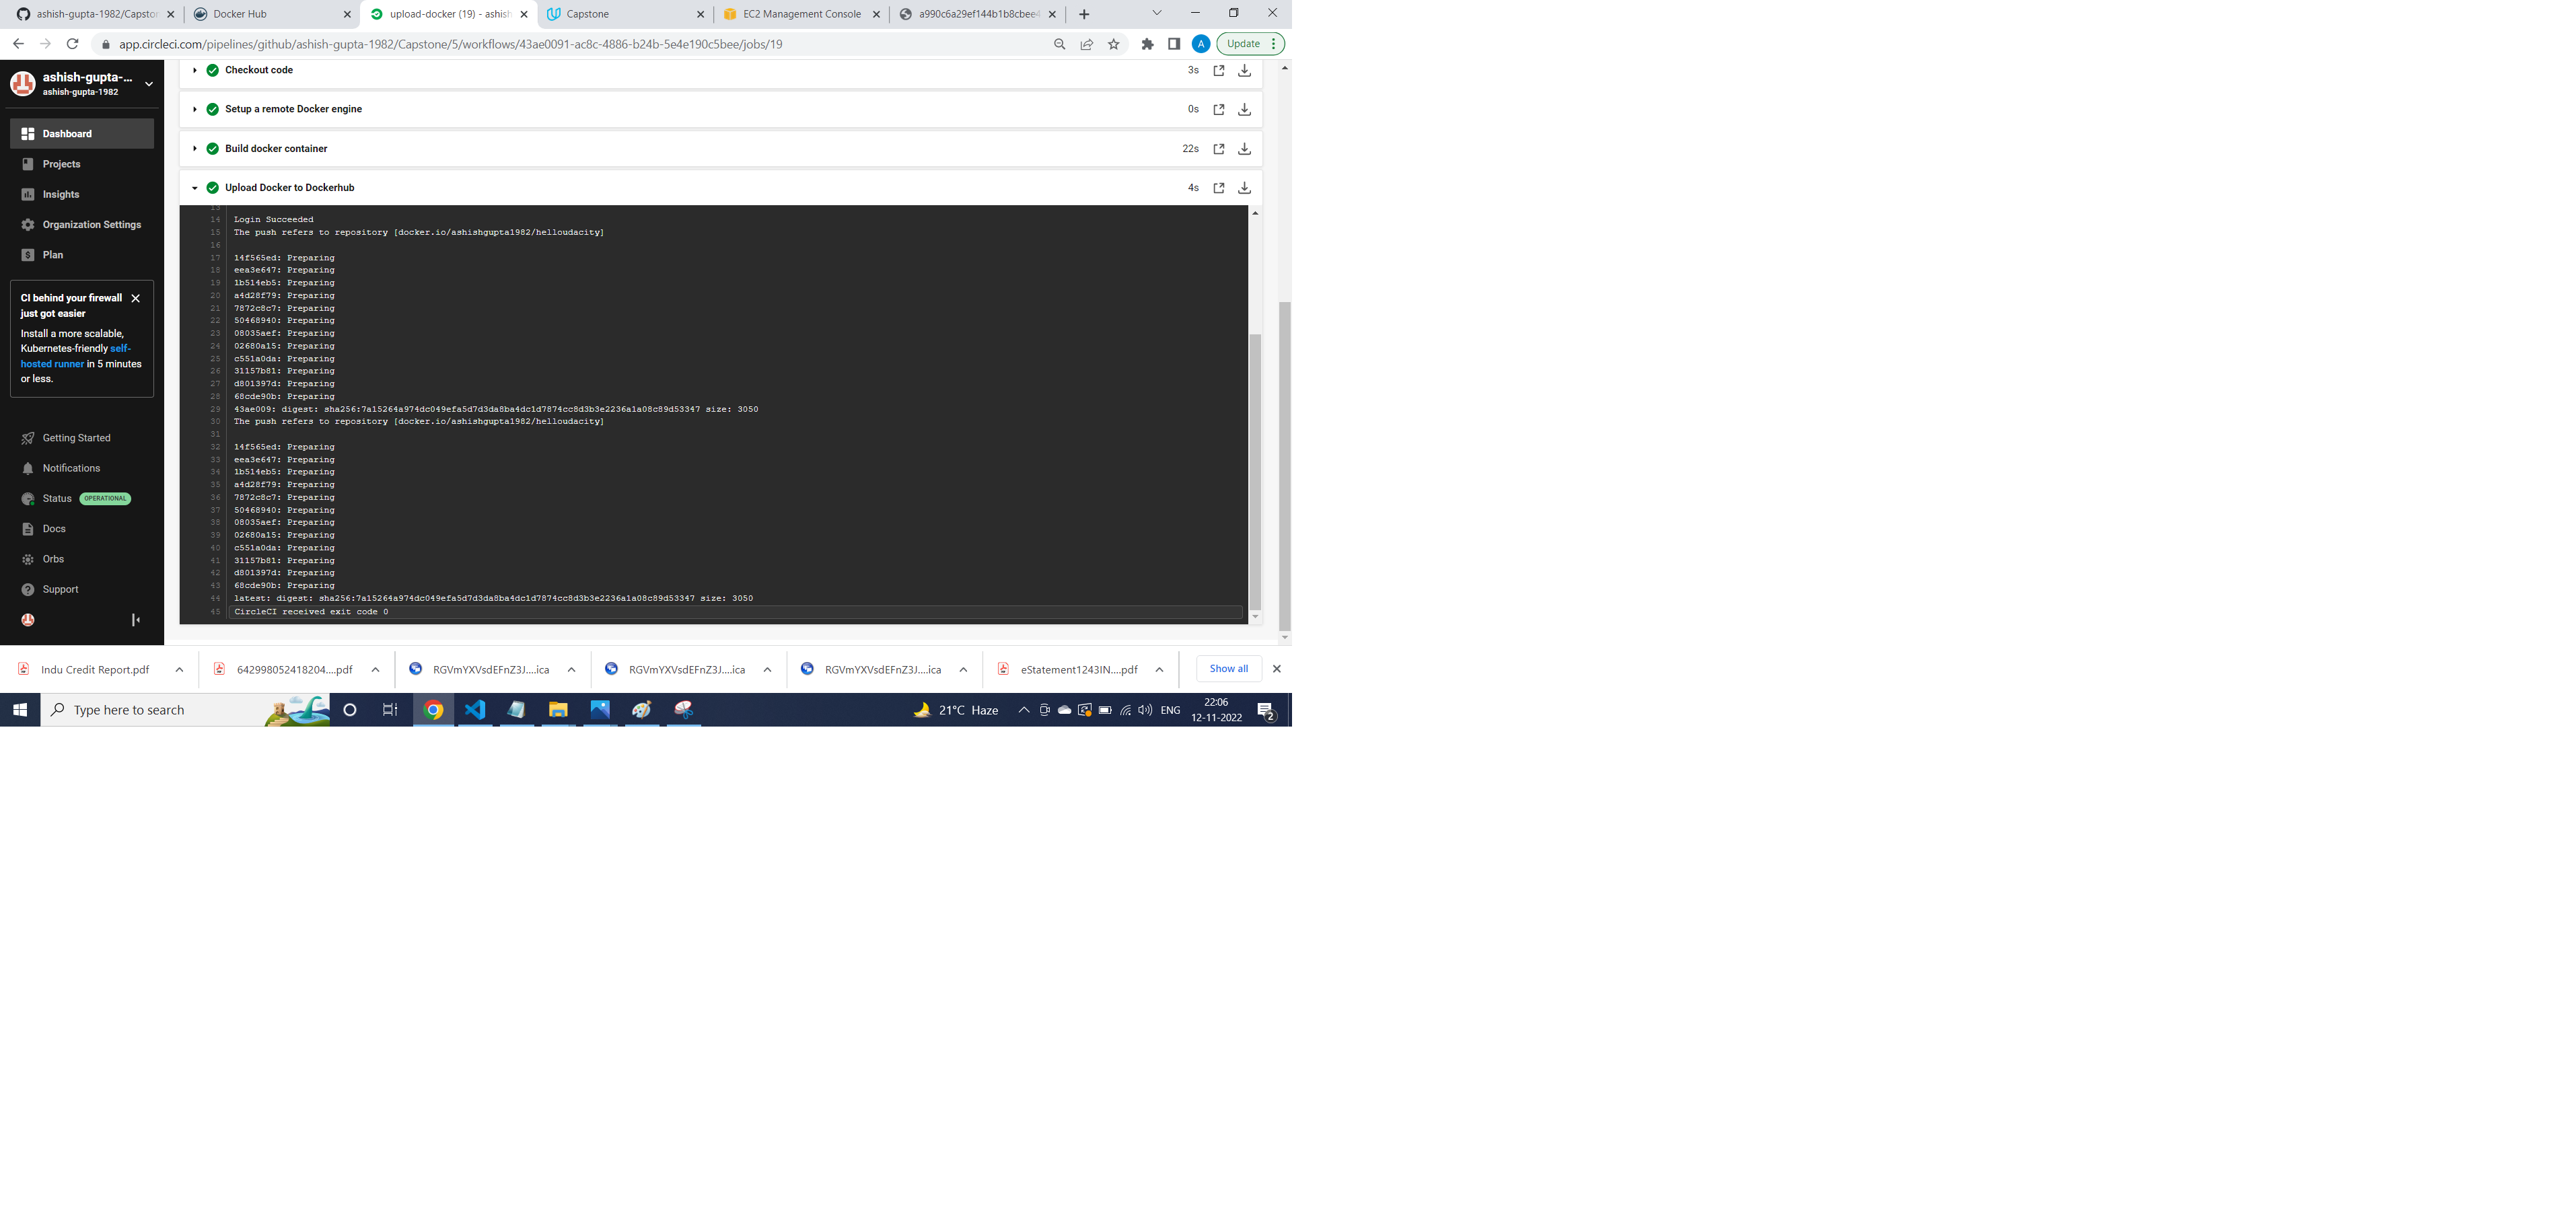 ashish-gupta-1982/Capstor
Docker Hub
upload-docker (19) - ashish
Capstone
EC2 Management Console
a990c6a29ef144b1b8cbee4
app.circleci.com/pipelines/github/ashish-gupta-1982/Capstone/5/workflows/43ae0091-ac8c-4886-b24b-5e4e190c5bee/jobs/19
A
Update
ashish-gupta-...
ashish-gupta-1982
Dashboard
Projects
Insights
Organization Settings
Plan
CI behind your firewall
just got easier
Install a more scalable,
Kubernetes-friendly self-
hosted runner in 5 minutes
or less.
Getting Started
Notifications
Status OPERATIONAL
Docs
Orbs
Support
Checkout code 3s
Setup a remote Docker engine 0s
Build docker container 22s
Upload Docker to Dockerhub 4s
13
14 Login Succeeded
15 The push refers to repository [docker.io/ashishgupta1982/helloudacity]
16
17 14f565ed: Preparing
18 eea3e647: Preparing
19 1b514eb5: Preparing
20 a4d28f79: Preparing
21 7872c8c7: Preparing
22 50468940: Preparing
23 08035aef: Preparing
24 02680a15: Preparing
25 c551a0da: Preparing
26 31157b81: Preparing
27 d801397d: Preparing
28 68cde90b: Preparing
29 43ae009: digest: sha256:7a15264a974dc049efa5d7d3da8ba4dc1d7874cc8d3b3e2236a1a08c89d53347 size: 3050
30 The push refers to repository [docker.io/ashishgupta1982/helloudacity]
31
32 14f565ed: Preparing
33 eea3e647: Preparing
34 1b514eb5: Preparing
35 a4d28f79: Preparing
36 7872c8c7: Preparing
37 50468940: Preparing
38 08035aef: Preparing
39 02680a15: Preparing
40 c551a0da: Preparing
41 31157b81: Preparing
42 d801397d: Preparing
43 68cde90b: Preparing
44 latest: digest: sha256:7a15264a974dc049efa5d7d3da8ba4dc1d7874cc8d3b3e2236a1a08c89d53347 size: 3050
45 CircleCI received exit code 0
Indu Credit Report.pdf
642998052418204....pdf
RGVmYXVsdEFnZ3J....ica
RGVmYXVsdEFnZ3J....ica
RGVmYXVsdEFnZ3J....ica
eStatement1243IN....pdf
Show all
Type here to search
21°C Haze
ENG
22:06
12-11-2022
2